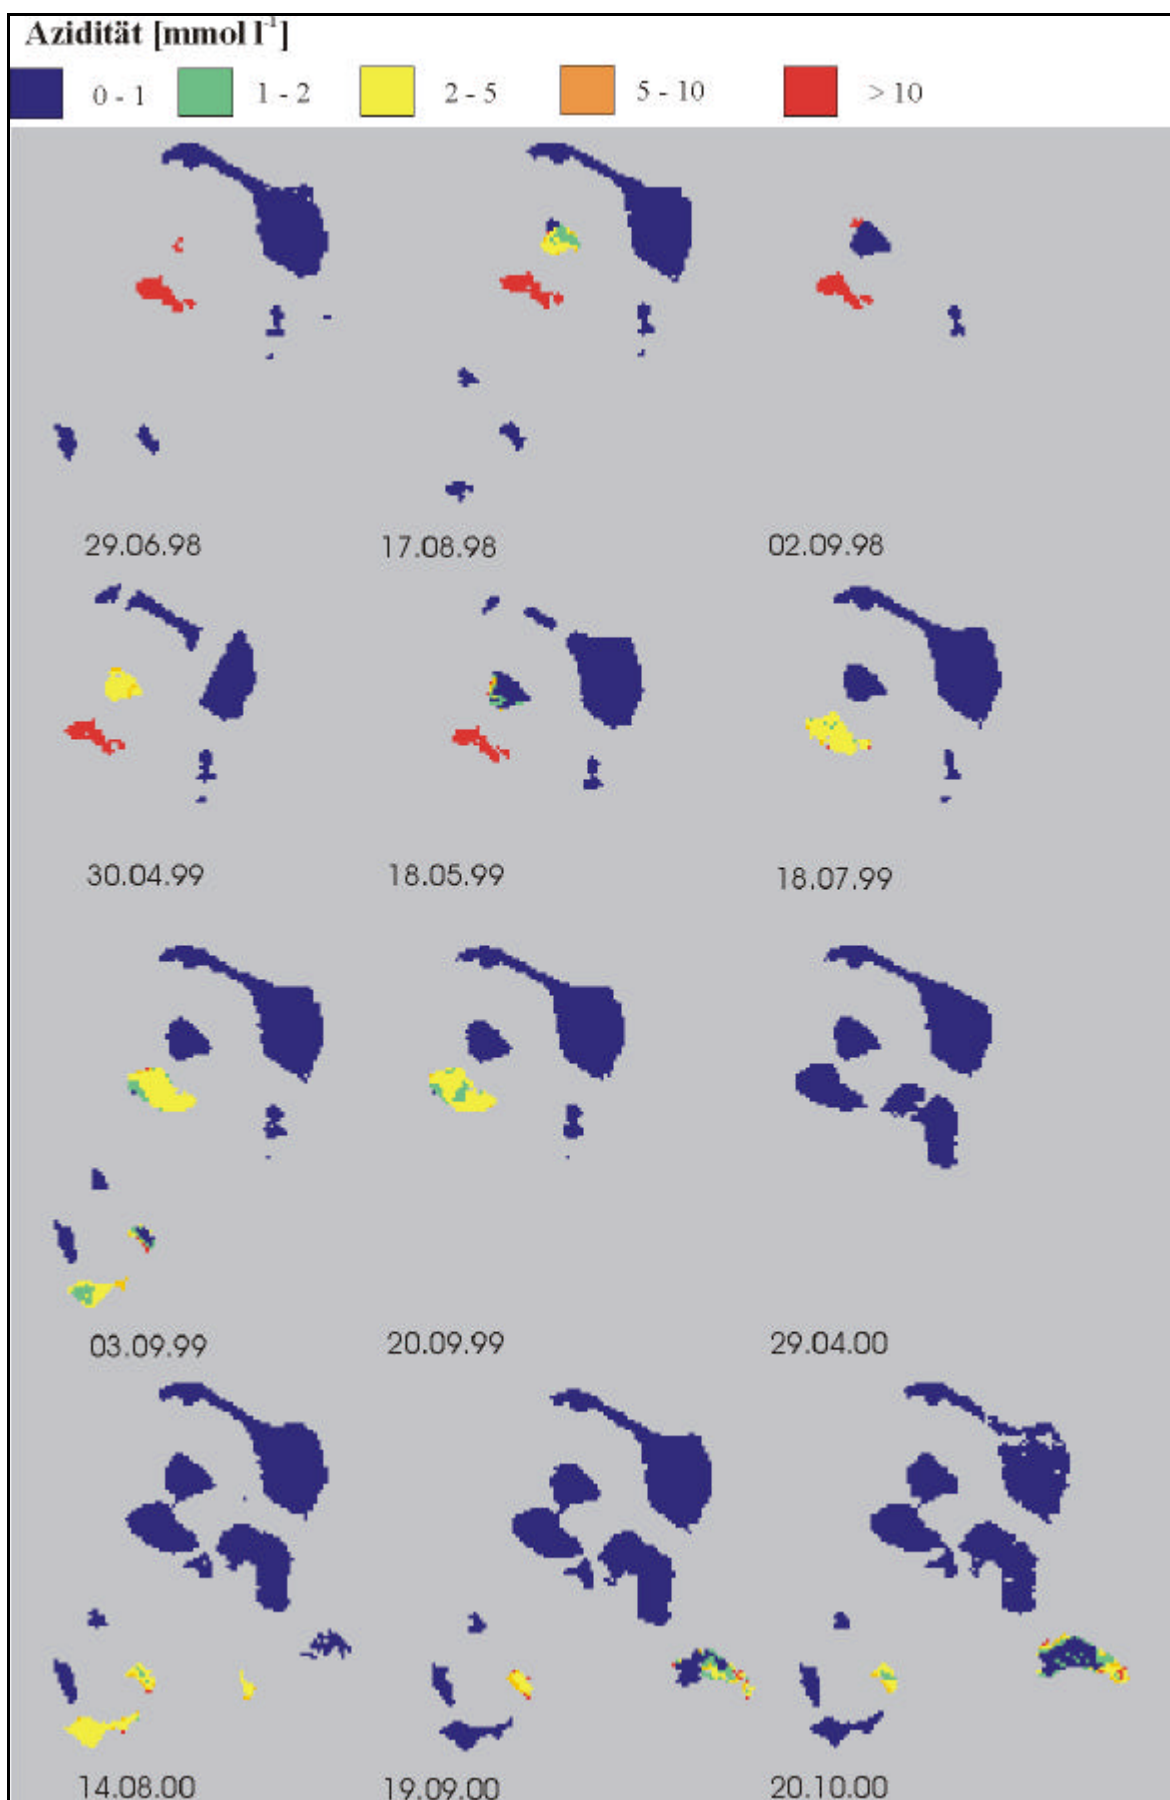 Azidität [mmol l⁻¹]
0 - 1 1 - 2 2 - 5 5 - 10 > 10
29.06.98 17.08.98 02.09.98
30.04.99 18.05.99 18.07.99
03.09.99 20.09.99 29.04.00
14.08.00 19.09.00 20.10.00